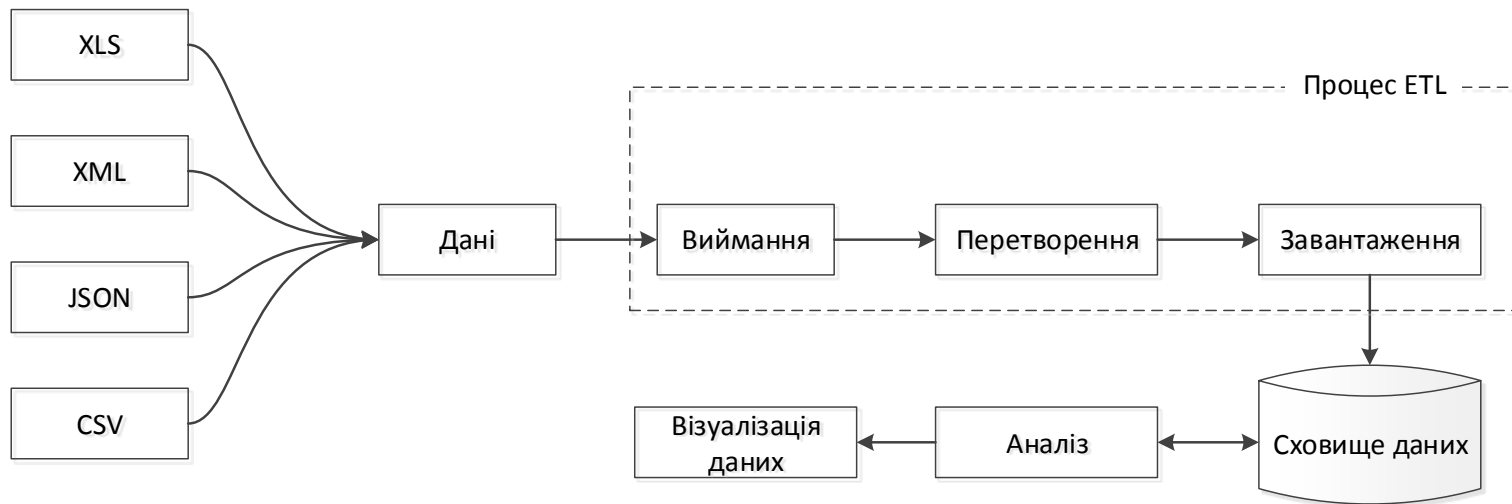 XLS
XML
JSON
CSV
Дані
Процес ETL
Виймання
Перетворення
Завантаження
Візуалізація
даних
Аналіз
Сховище даних